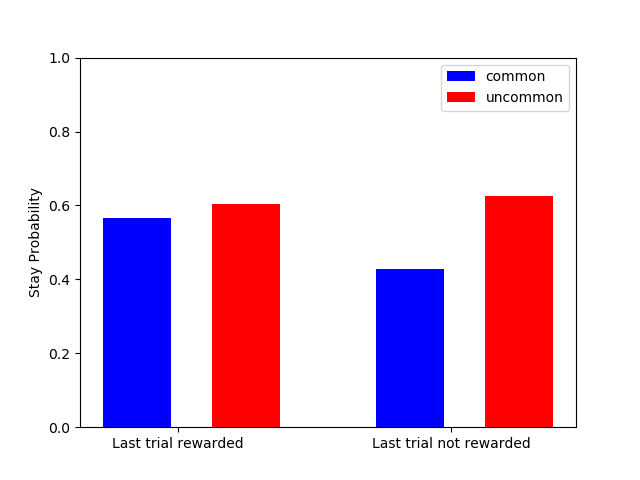 1.0
0.8
0.6
0.4
0.2
0.0
Stay Probability
common
uncommon
Last trial rewarded
Last trial not rewarded